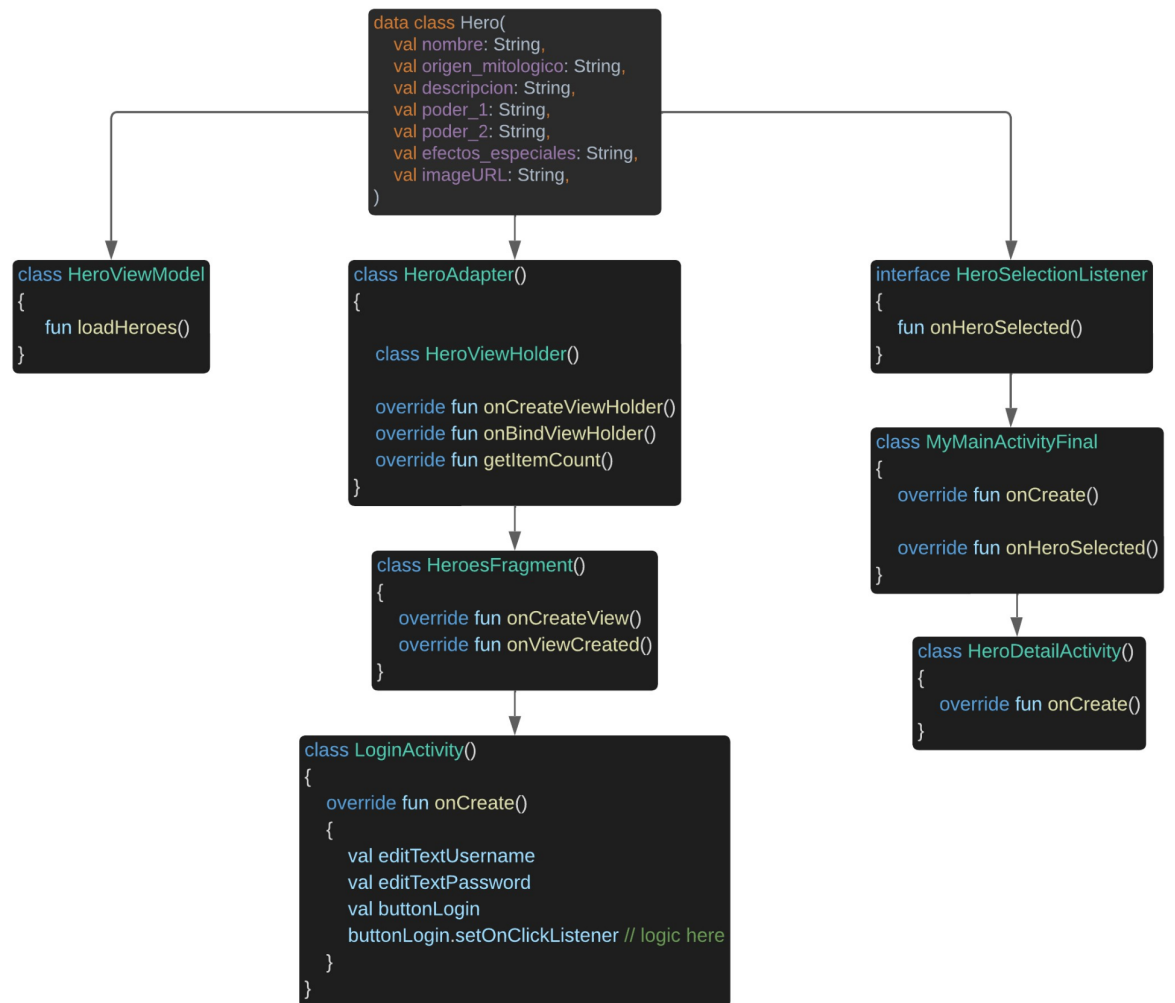 data class Hero(
val nombre: String,
val origen_mitologico: String,
val descripcion: String,
val poder_1: String,
val poder_2: String,
val efectos_especiales: String,
val imageURL: String,
)
class HeroViewModel
{
fun loadHeroes()
}
class HeroAdapter()
{
class HeroViewHolder()
override fun onCreateViewHolder()
override fun onBindViewHolder()
override fun getItemCount()
}
class HeroesFragment()
{
override fun onCreateView()
override fun onViewCreated()
}
class LoginActivity()
{
override fun onCreate()
{
val editTextUsername
val editTextPassword
val buttonLogin
buttonLogin.setOnClickListener // logic here
}
}
interface HeroSelectionListener
{
fun onHeroSelected()
}
class MyMainActivityFinal
{
override fun onCreate()
override fun onHeroSelected()
}
class HeroDetailActivity()
{
override fun onCreate()
}